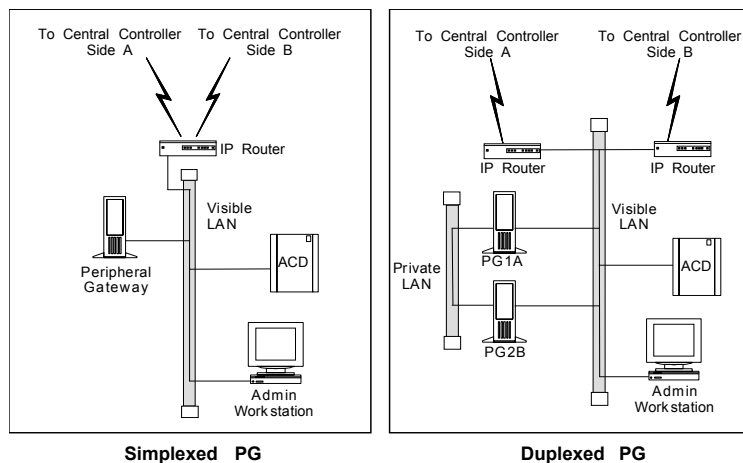 To Central Controller
Side A
To Central Controller
Side B
IP Router
Visible
LAN
Peripheral
Gateway
ACD
Admin
Workstation
Simplexed PG
To Central Controller
Side A
To Central Controller
Side B
IP Router
IP Router
Visible
LAN
Private
LAN
PG1A
ACD
PG2B
Admin
Workstation
Duplexed PG